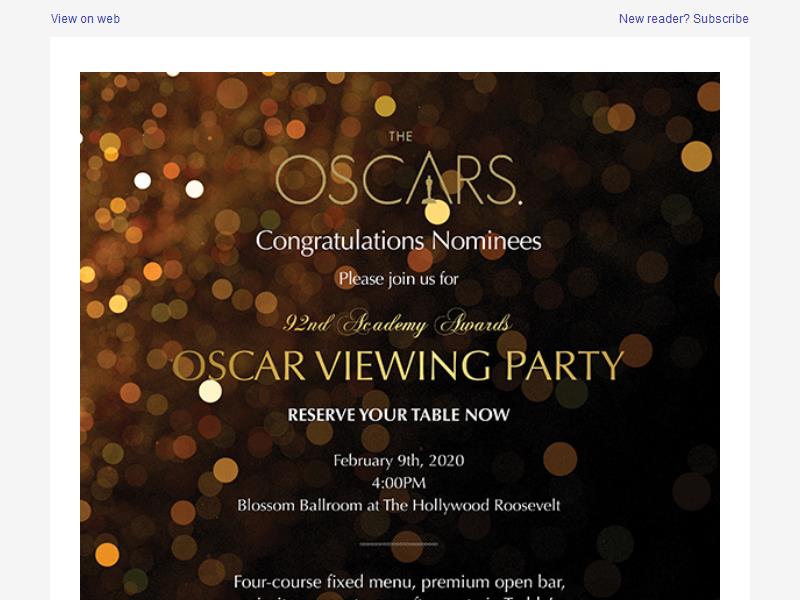 View on web
New reader? Subscribe
THE
OSCARS.
Congratulations Nominees
Please join us for
92nd Academy Awards
OSCAR VIEWING PARTY
RESERVE YOUR TABLE NOW
February 9th, 2020
4:00PM
Blossom Ballroom at The Hollywood Roosevelt
Four-course fixed menu, premium open bar,